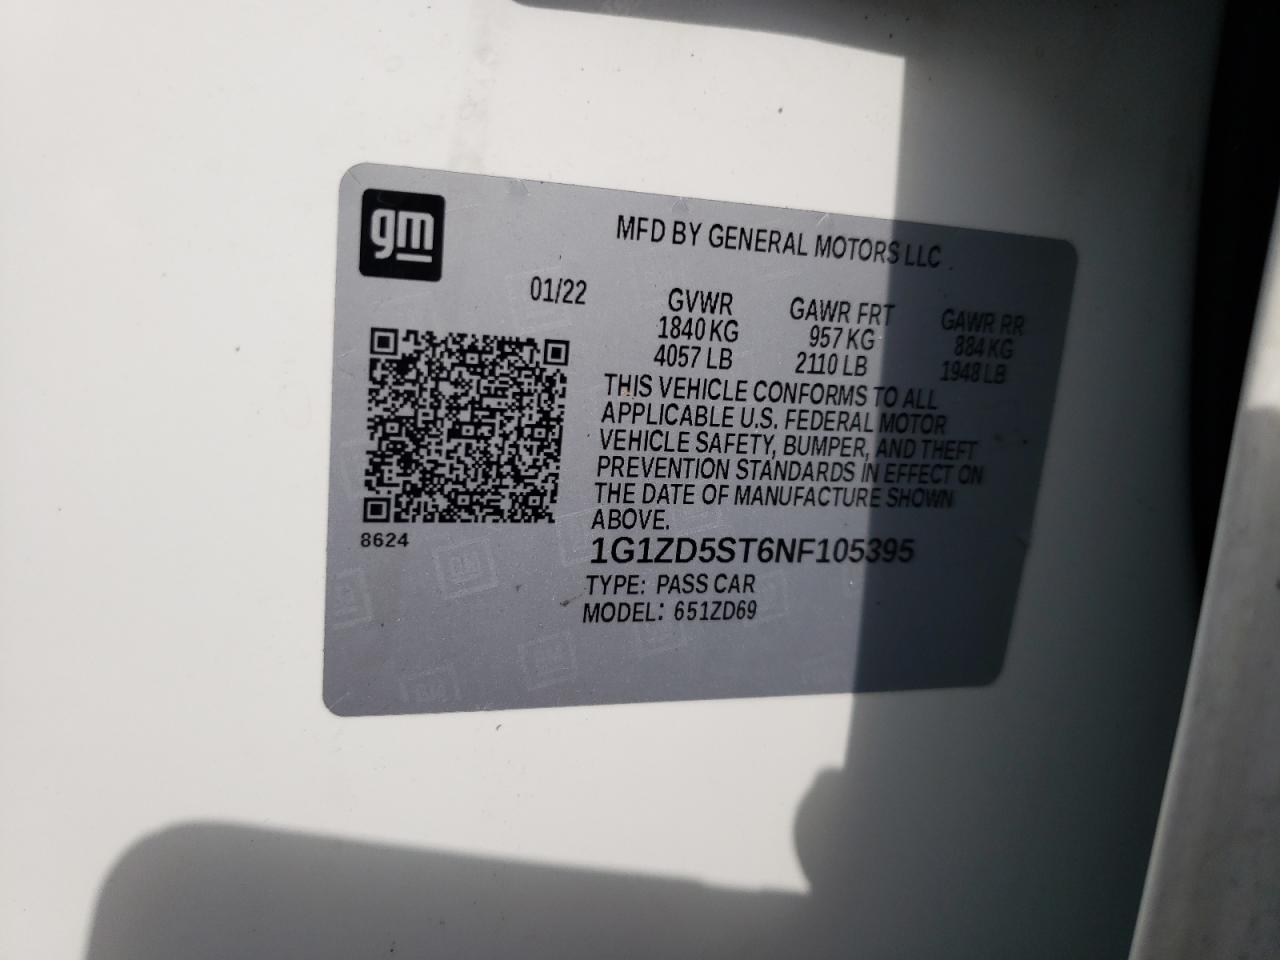 gm
MFD BY GENERAL MOTORS LLC
01/22
GVWR GAWR FRT GAWR RR
1840 KG 957 KG 884 KG
4057 LB 2110 LB 1948 LB
THIS VEHICLE CONFORMS TO ALL
APPLICABLE U.S. FEDERAL MOTOR
VEHICLE SAFETY, BUMPER, AND THEFT
PREVENTION STANDARDS IN EFFECT ON
THE DATE OF MANUFACTURE SHOWN
ABOVE.
8624
1G1ZD5ST6NF105395
TYPE: PASS CAR
MODEL: 651ZD69